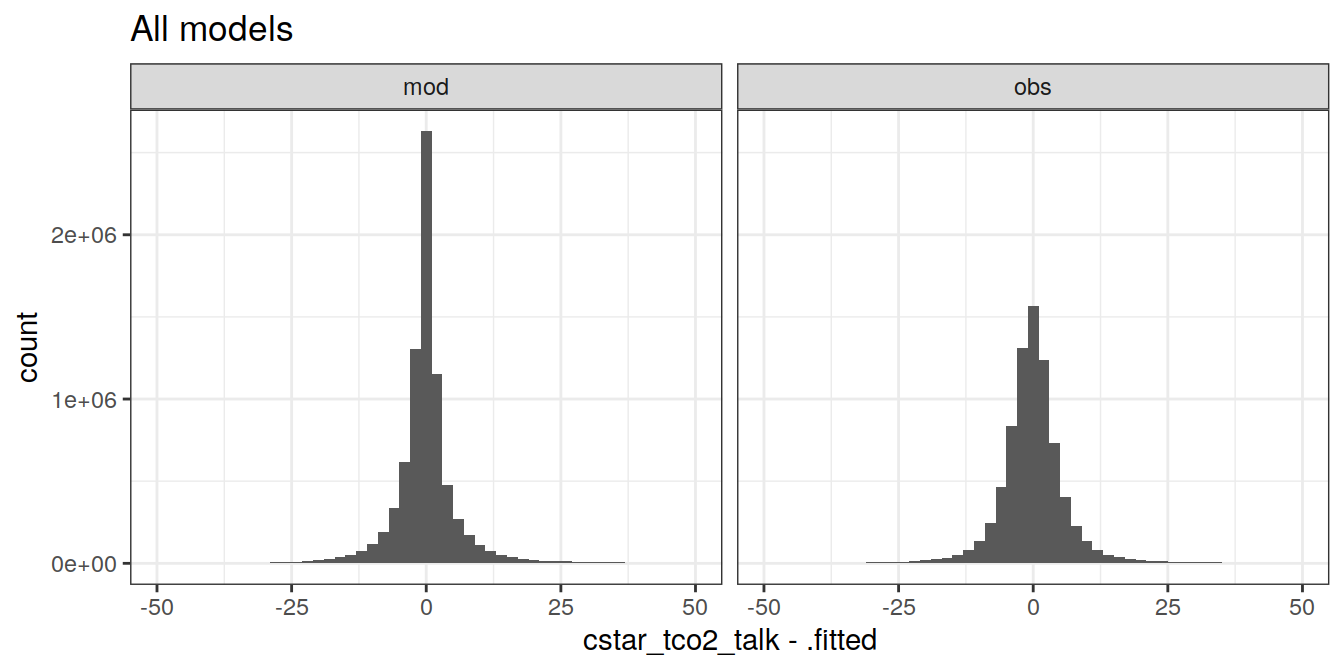 All models
mod obs
2e+06
1e+06
0e+00
count
-50 -25 0 25 50 -50 -25 0 25 50
cstar_tco2_talk - .fitted